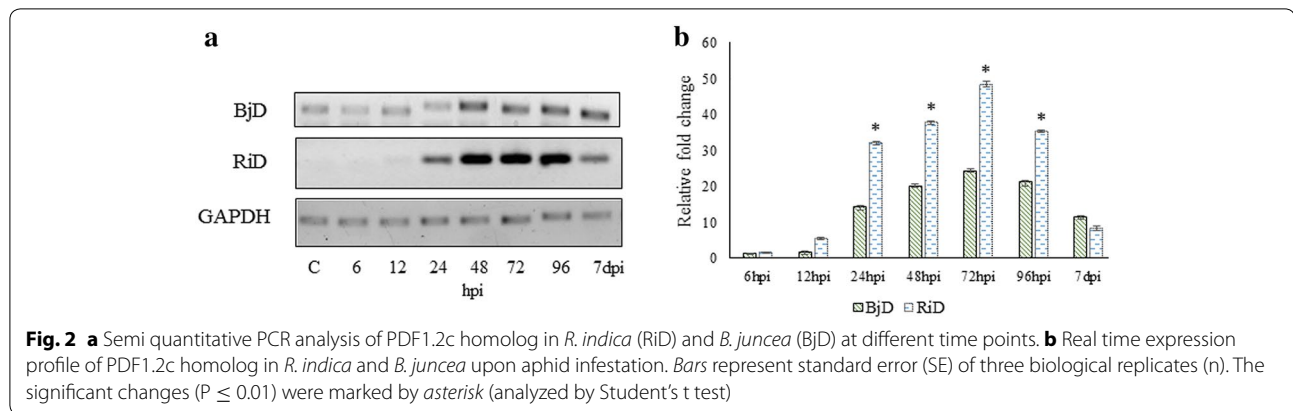 a
BjD
RiD
GAPDH
C 6 12 24 48 72 96 7dpi
hpi
b
60
50
40
30
20
10
0
Relative fold change
*
*
*
*
6hpi 12hpi 24hpi 48hpi 72hpi 96hpi 7dpi
BjD RiD
Fig. 2 a Semi quantitative PCR analysis of PDF1.2c homolog in R. indica (RiD) and B. juncea (BjD) at different time points. b Real time expression
profile of PDF1.2c homolog in R. indica and B. juncea upon aphid infestation. Bars represent standard error (SE) of three biological replicates (n). The
significant changes (P ≤ 0.01) were marked by asterisk (analyzed by Student's t test)